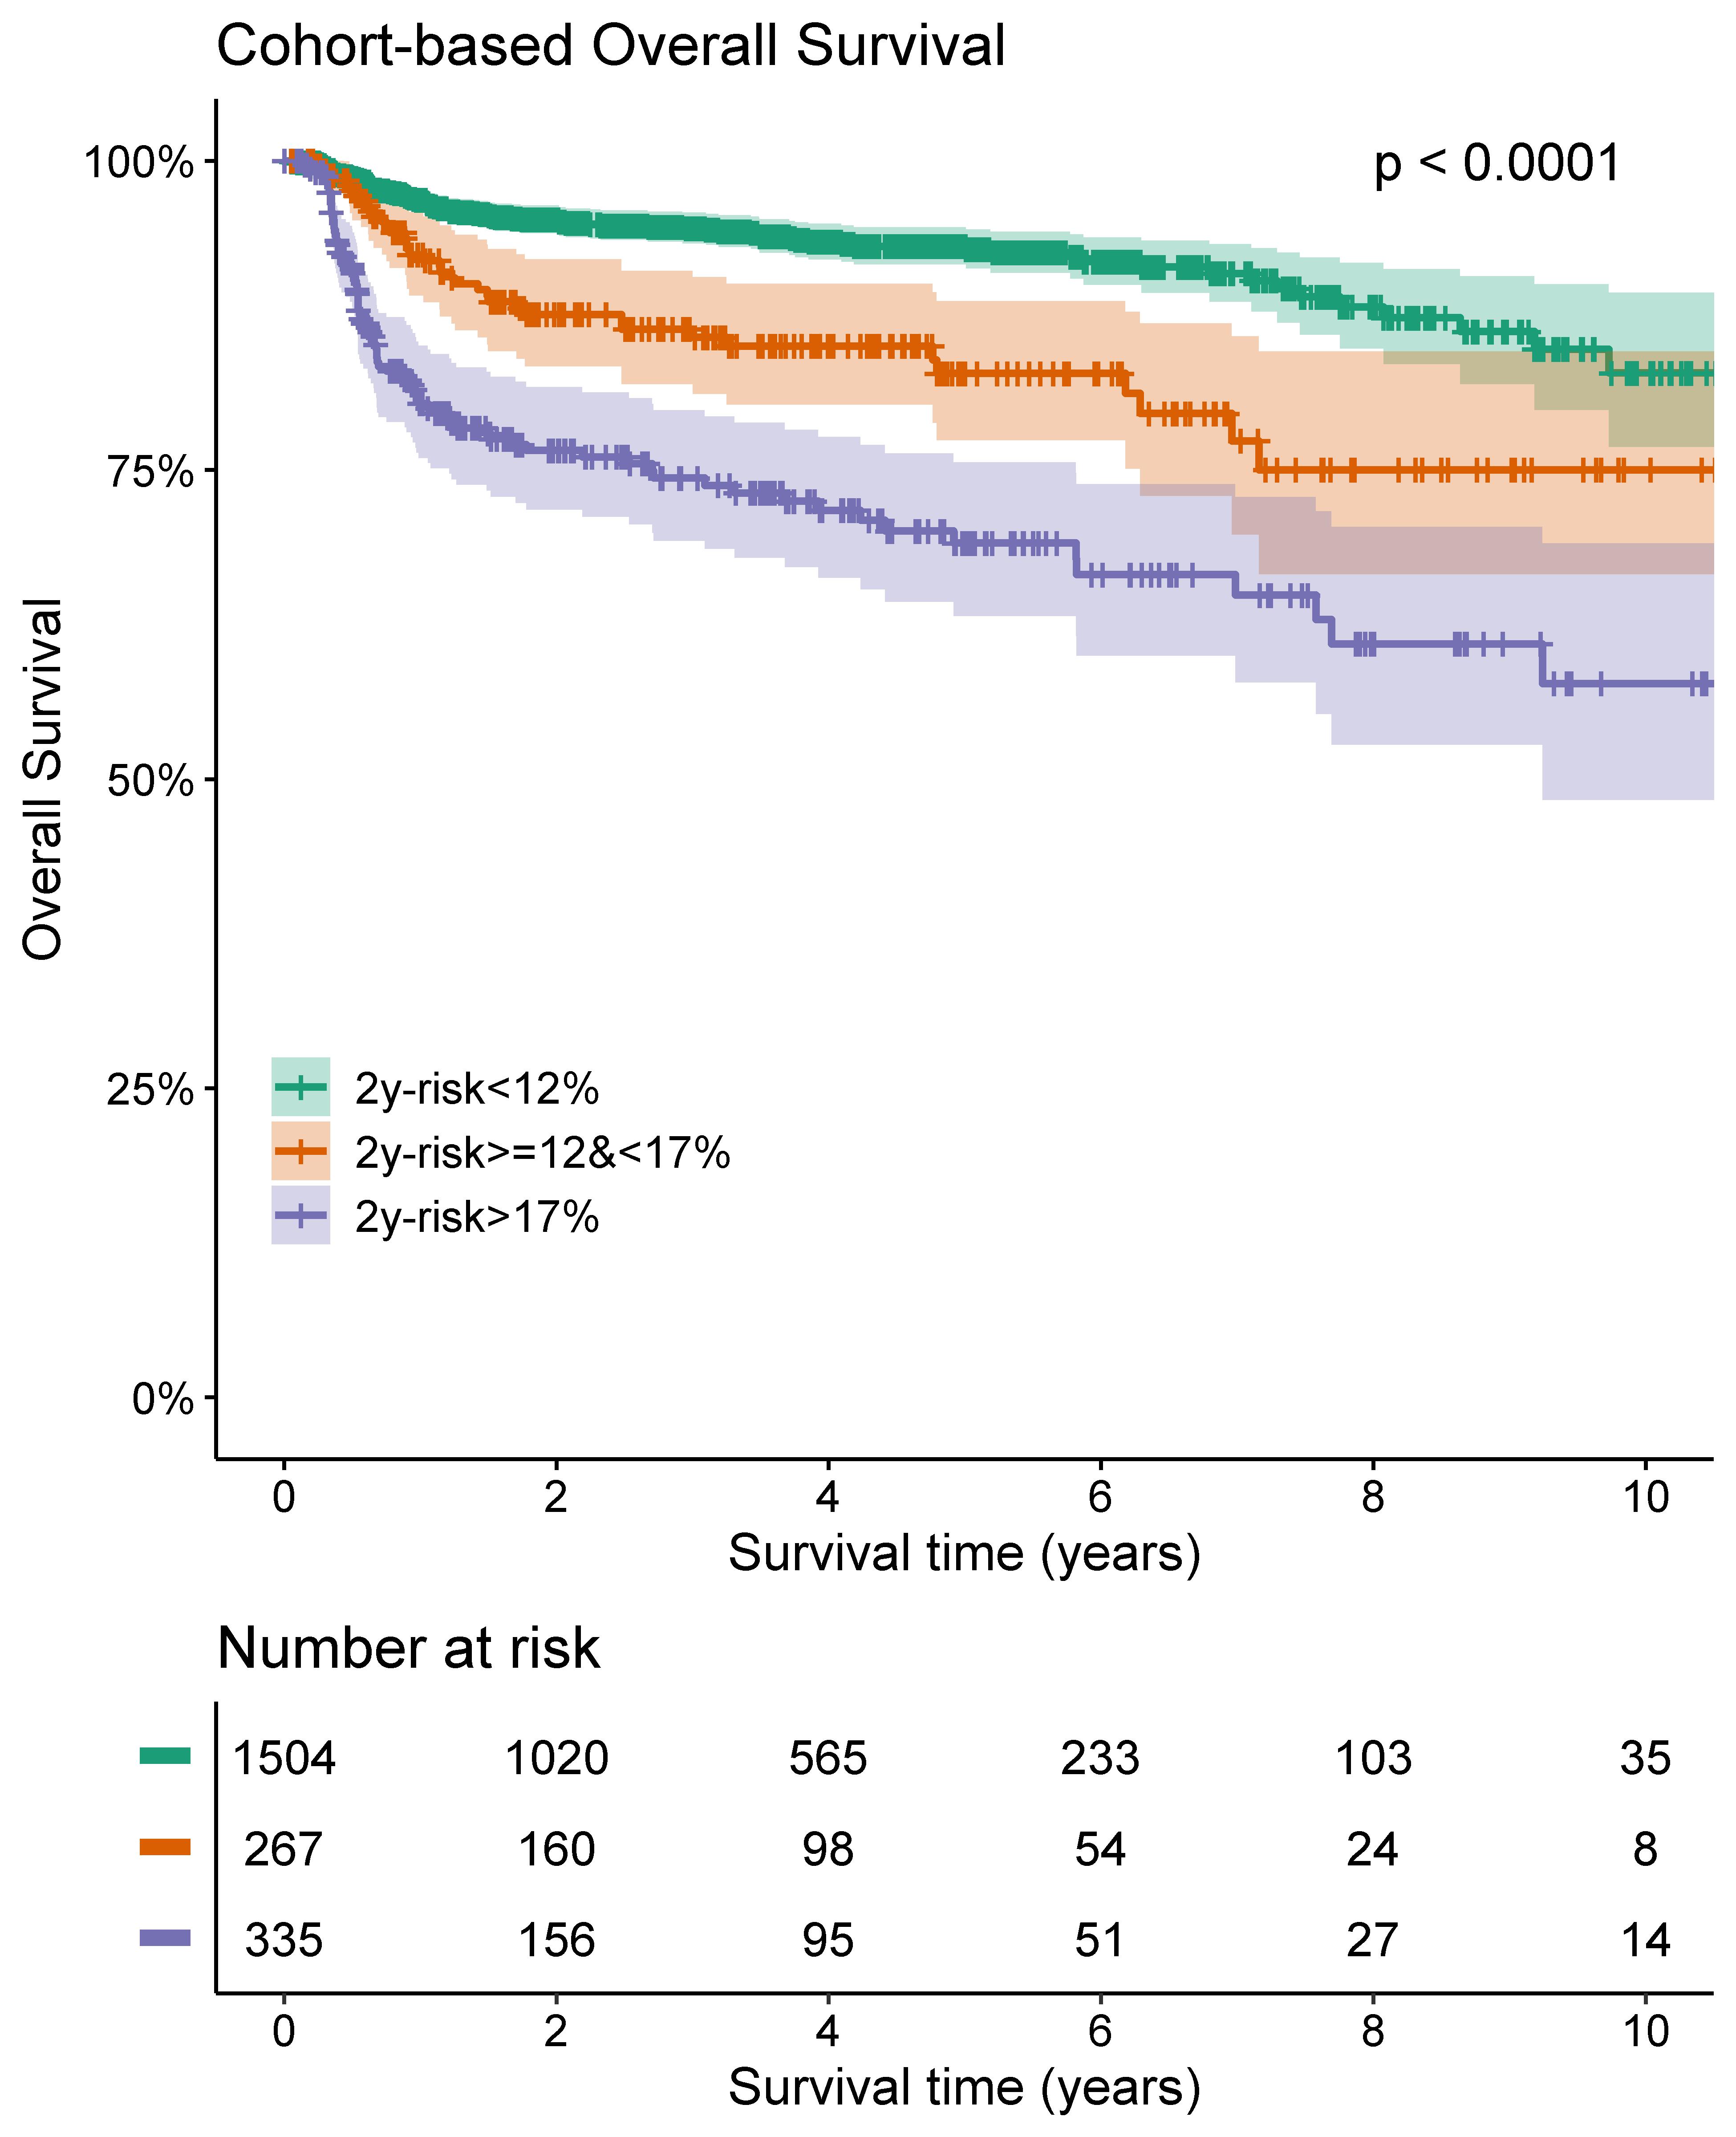 Cohort-based Overall Survival
p < 0.0001
100%
75%
50%
25%
0%
Overall Survival
2y-risk<12%
2y-risk>=12&<17%
2y-risk>17%
0 2 4 6 8 10
Survival time (years)
Number at risk
1504 1020 565 233 103 35
267 160 98 54 24 8
335 156 95 51 27 14
0 2 4 6 8 10
Survival time (years)